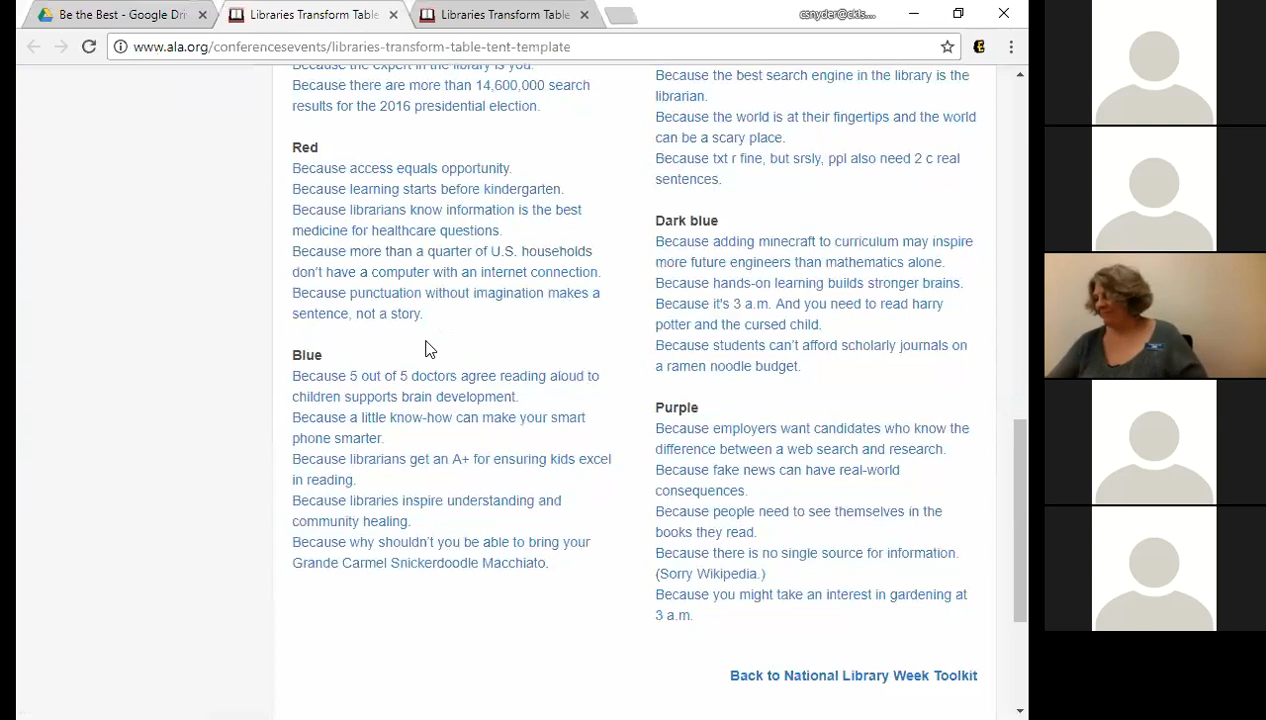 Be the Best - Google Dri
Libraries Transform Table
Libraries Transform Table
csnyder@ckts...
www.ala.org/conferencesevents/libraries-transform-table-tent-template
Because the expert in the library is you.
Because there are more than 14,600,000 search
results for the 2016 presidential election.
Red
Because access equals opportunity.
Because learning starts before kindergarten.
Because librarians know information is the best
medicine for healthcare questions.
Because more than a quarter of U.S. households
don't have a computer with an internet connection.
Because punctuation without imagination makes a
sentence, not a story.
Blue
Because 5 out of 5 doctors agree reading aloud to
children supports brain development.
Because a little know-how can make your smart
phone smarter.
Because librarians get an A+ for ensuring kids excel
in reading.
Because libraries inspire understanding and
community healing.
Because why shouldn't you be able to bring your
Grande Carmel Snickerdoodle Macchiato.
Because the best search engine in the library is the
librarian.
Because the world is at their fingertips and the world
can be a scary place.
Because txt r fine, but srsly, ppl also need 2 c real
sentences.
Dark blue
Because adding minecraft to curriculum may inspire
more future engineers than mathematics alone.
Because hands-on learning builds stronger brains.
Because it's 3 a.m. And you need to read harry
potter and the cursed child.
Because students can't afford scholarly journals on
a ramen noodle budget.
Purple
Because employers want candidates who know the
difference between a web search and research.
Because fake news can have real-world
consequences.
Because people need to see themselves in the
books they read.
Because there is no single source for information.
(Sorry Wikipedia.)
Because you might take an interest in gardening at
3 a.m.
Back to National Library Week Toolkit